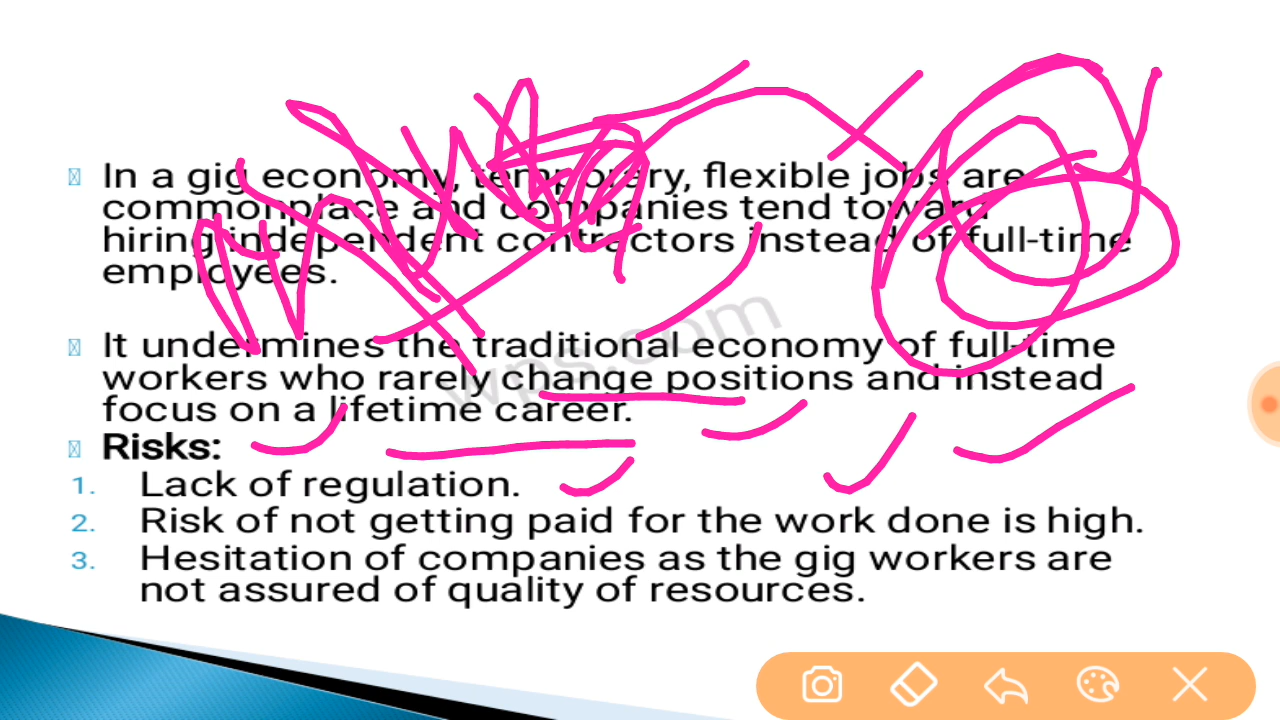 In a gig economy, temporary, flexible jobs are
commonplace and companies tend toward
hiring independent contractors instead of full-time
employees.
It undermines the traditional economy of full-time
workers who rarely change positions and instead
focus on a lifetime career.
Risks:
1. Lack of regulation.
2. Risk of not getting paid for the work done is high.
3. Hesitation of companies as the gig workers are
not assured of quality of resources.
wps.com